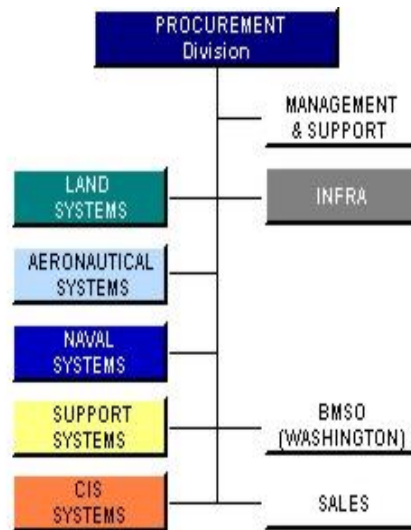 PROCUREMENT
Division
MANAGEMENT
& SUPPORT
LAND
SYSTEMS
INFRA
AERONAUTICAL
SYSTEMS
NAVAL
SYSTEMS
SUPPORT
SYSTEMS
BMSO
(WASHINGTON)
CIS
SYSTEMS
SALES